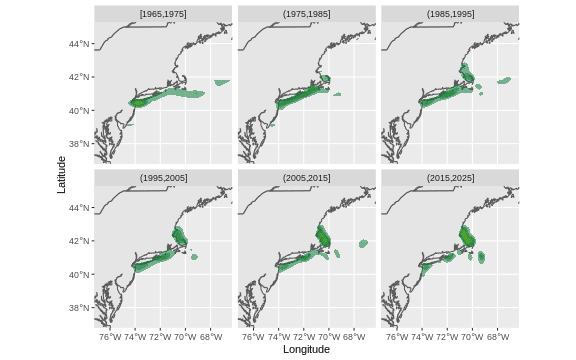 [1965,1975]
(1975,1985]
(1985,1995]
44°N
42°N
40°N
38°N
(1995,2005]
(2005,2015]
(2015,2025]
44°N
42°N
40°N
38°N
76°W 74°W 72°W 70°W 68°W
76°W 74°W 72°W 70°W 68°W
76°W 74°W 72°W 70°W 68°W
Longitude
Latitude